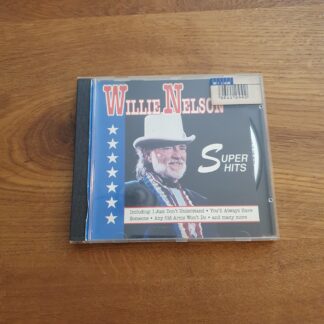 WILLIE NELSON
SUPER
HITS
Including: I Just Don't Understand • You'll Always Have
Someone • Any Old Arms Won't Do • and many more